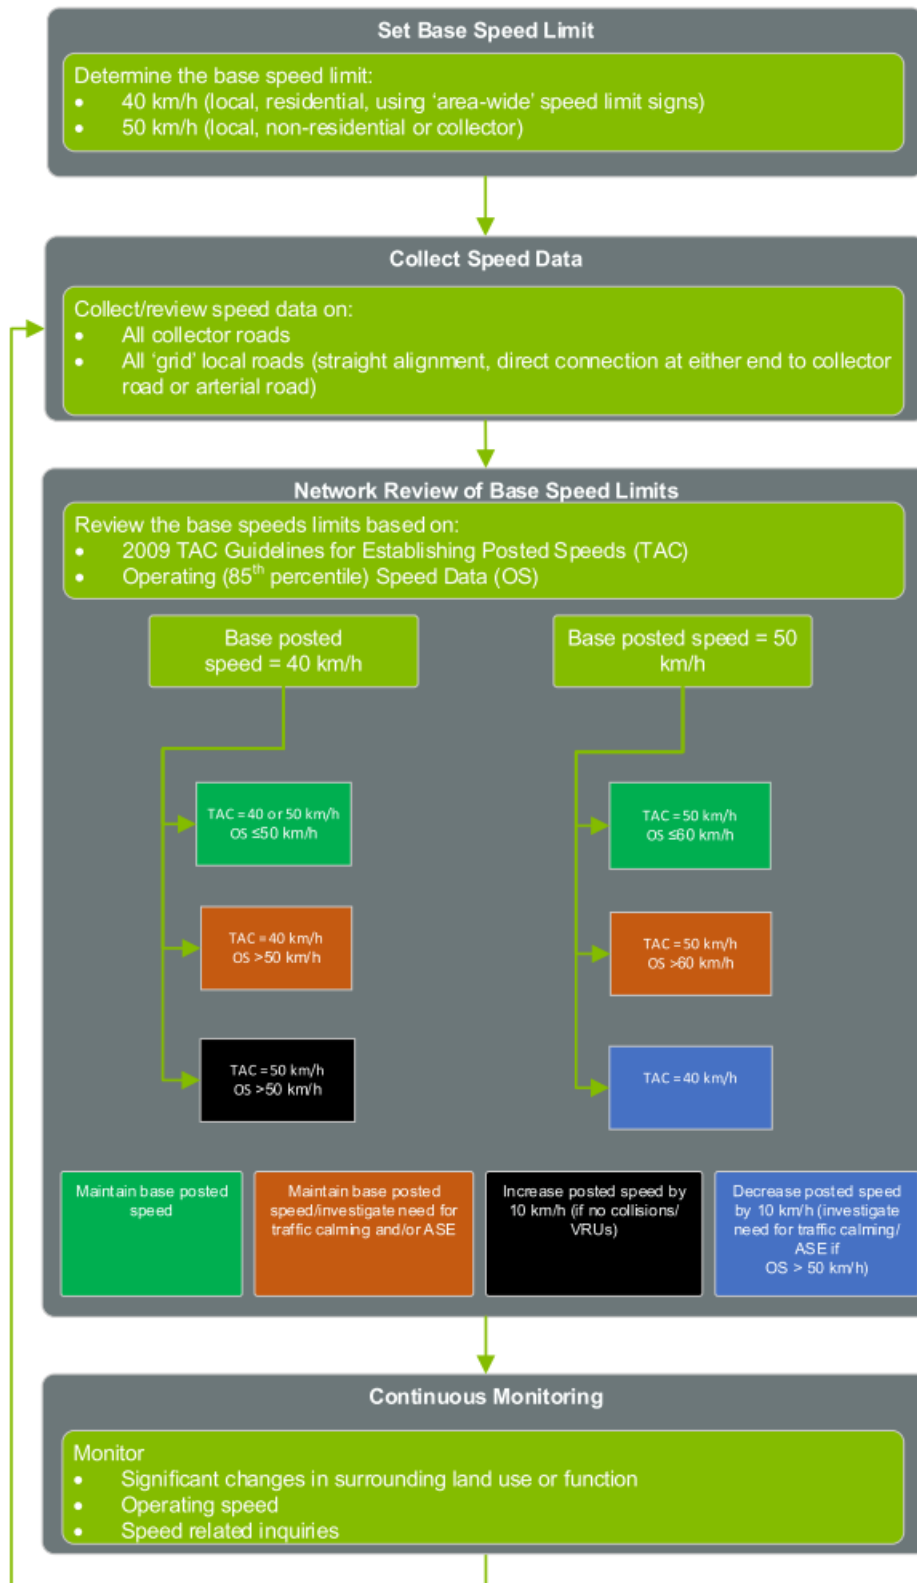 Set Base Speed Limit
Determine the base speed limit:
• 40 km/h (local, residential, using ‘area-wide’ speed limit signs)
• 50 km/h (local, non-residential or collector)
Collect Speed Data
Collect/review speed data on:
• All collector roads
• All ‘grid’ local roads (straight alignment, direct connection at either end to collector
road or arterial road)
Network Review of Base Speed Limits
Review the base speeds limits based on:
• 2009 TAC Guidelines for Establishing Posted Speeds (TAC)
• Operating (85th percentile) Speed Data (OS)
Base posted
speed = 40 km/h
Base posted speed = 50
km/h
TAC = 40 or 50 km/h
OS ≤50 km/h
TAC = 50 km/h
OS ≤60 km/h
TAC = 40 km/h
OS >50 km/h
TAC = 50 km/h
OS >60 km/h
TAC = 50 km/h
OS >50 km/h
TAC = 40 km/h
Maintain base posted
speed
Maintain base posted
speed/investigate need for
traffic calming and/or ASE
Increase posted speed by
10 km/h (if no collisions/
VRUs)
Decrease posted speed
by 10 km/h (investigate
need for traffic calming/
ASE if
OS > 50 km/h)
Continuous Monitoring
Monitor
• Significant changes in surrounding land use or function
• Operating speed
• Speed related inquiries